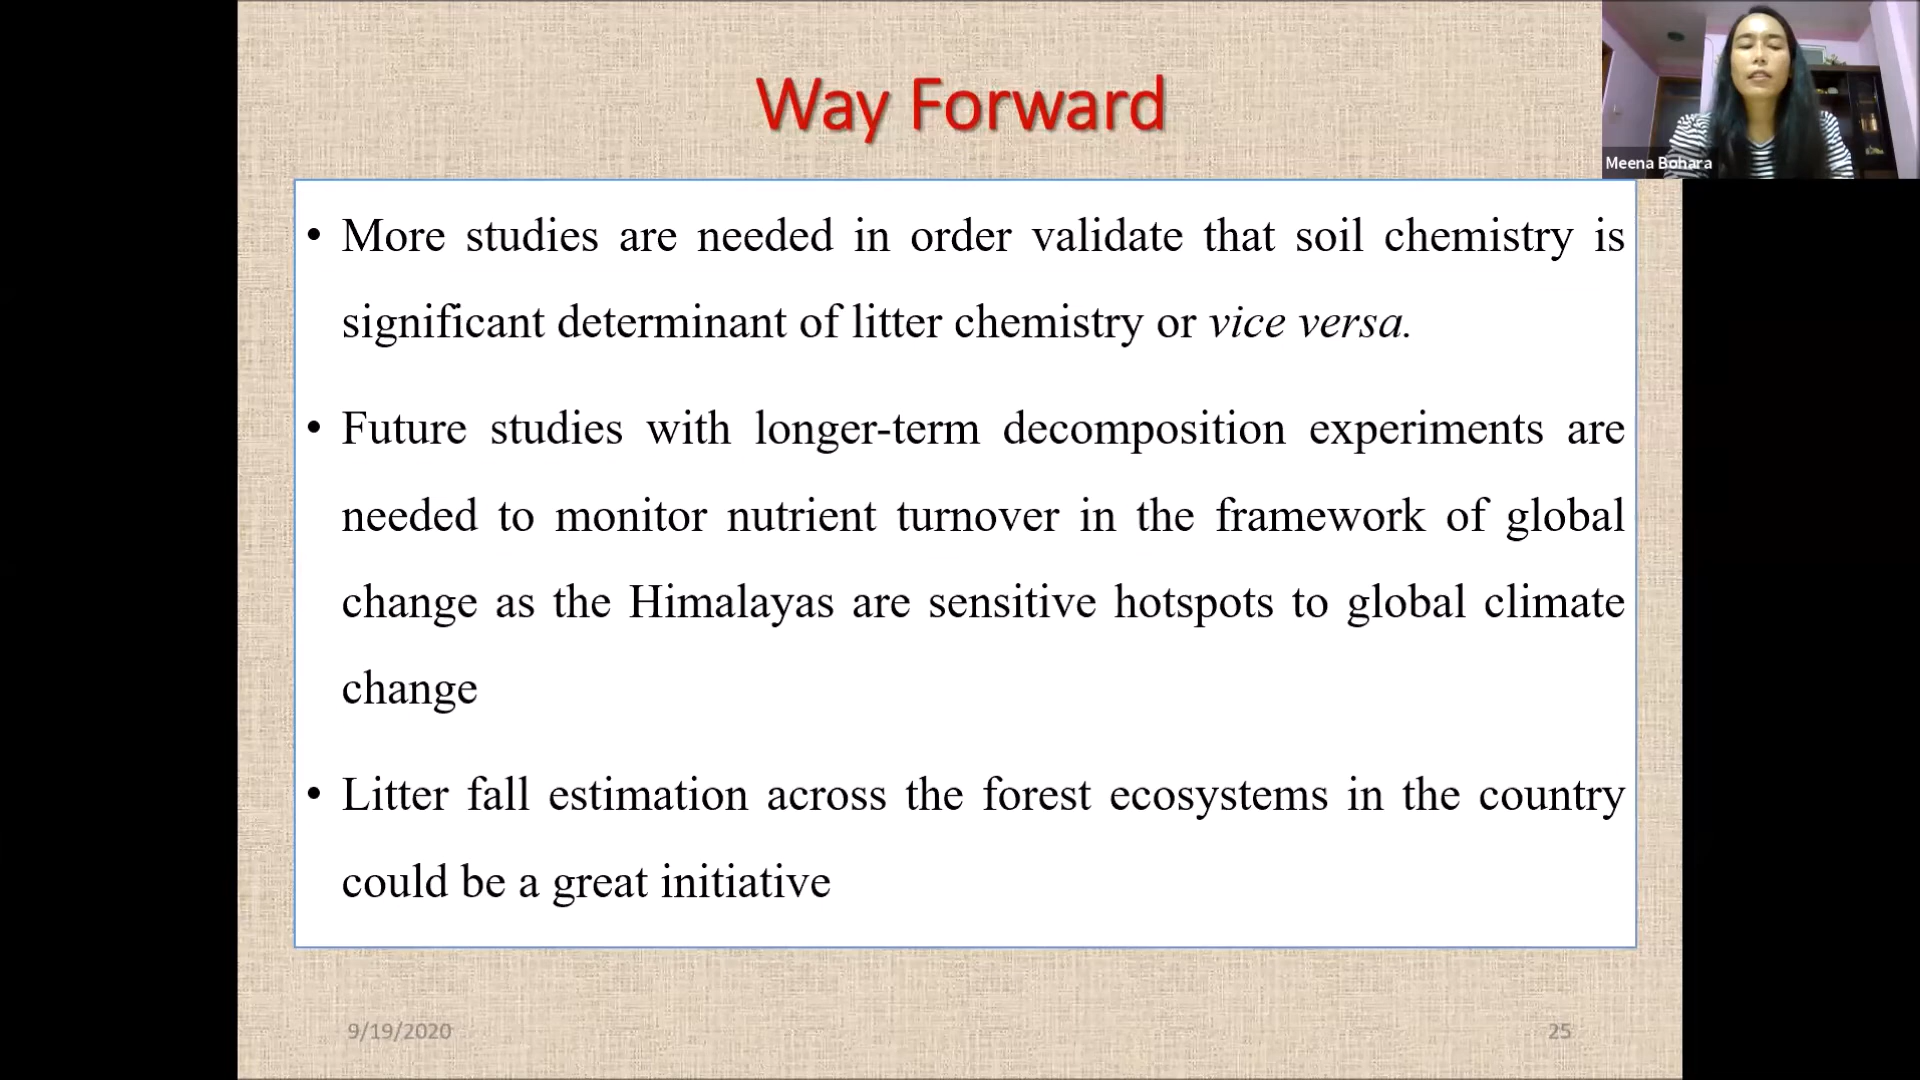 Way Forward
Meena Bohara
• More studies are needed in order validate that soil chemistry is
significant determinant of litter chemistry or vice versa.
• Future studies with longer-term decomposition experiments are
needed to monitor nutrient turnover in the framework of global
change as the Himalayas are sensitive hotspots to global climate
change
• Litter fall estimation across the forest ecosystems in the country
could be a great initiative
9/19/2020
25